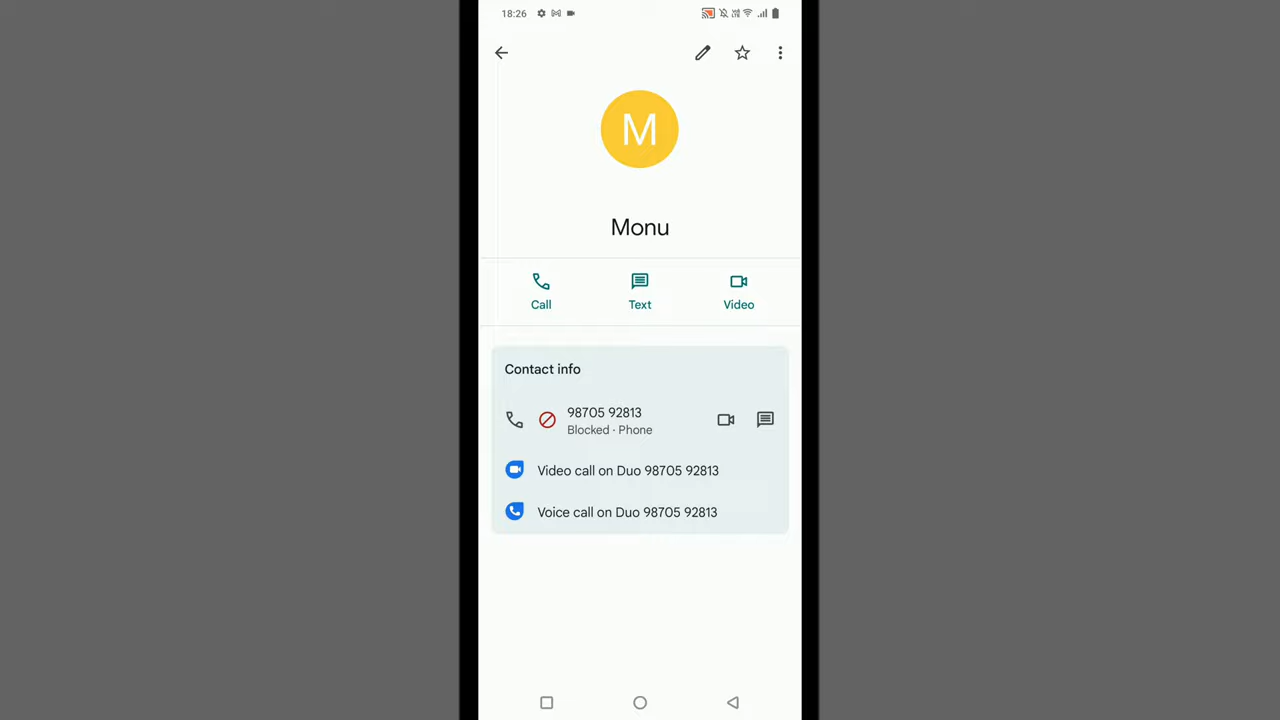 18:26
M
Monu
Call
Text
Video
Contact info
98705 92813
Blocked · Phone
Video call on Duo 98705 92813
Voice call on Duo 98705 92813